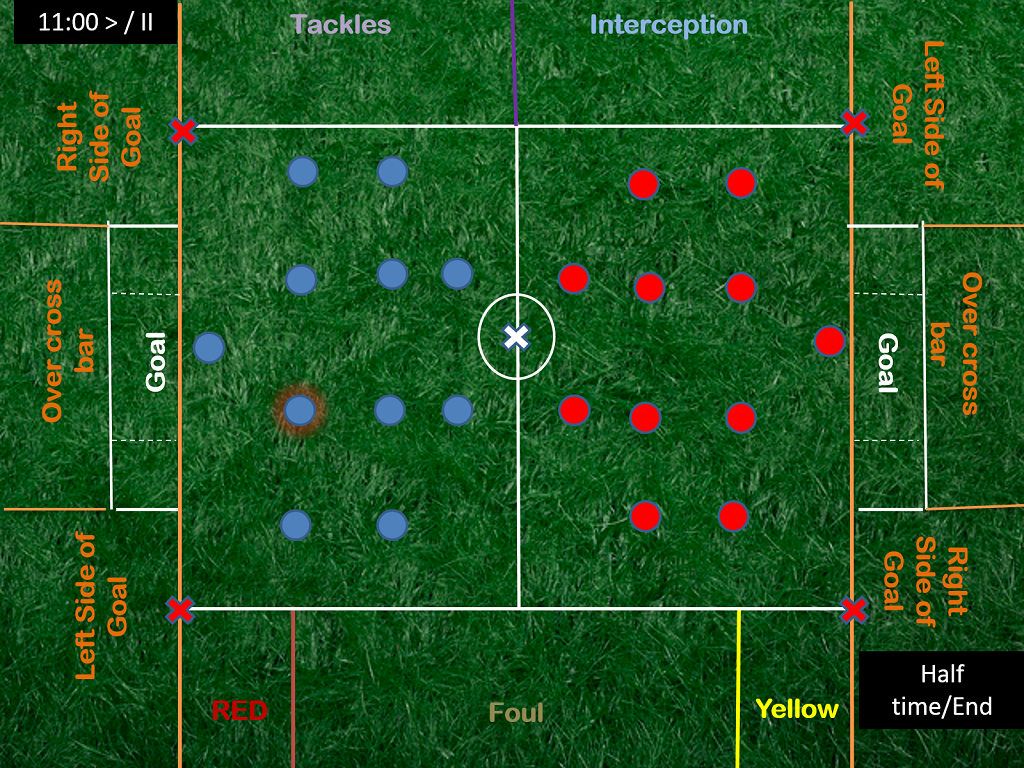 11:00 > / II
Tackles
Interception
Right
Side of
Goal
Left Side of
Goal
Over cross
bar
Goal
Goal
Over cross
bar
Left Side of
Goal
Right
Side of
Goal
RED
Foul
Yellow
Half
time/End